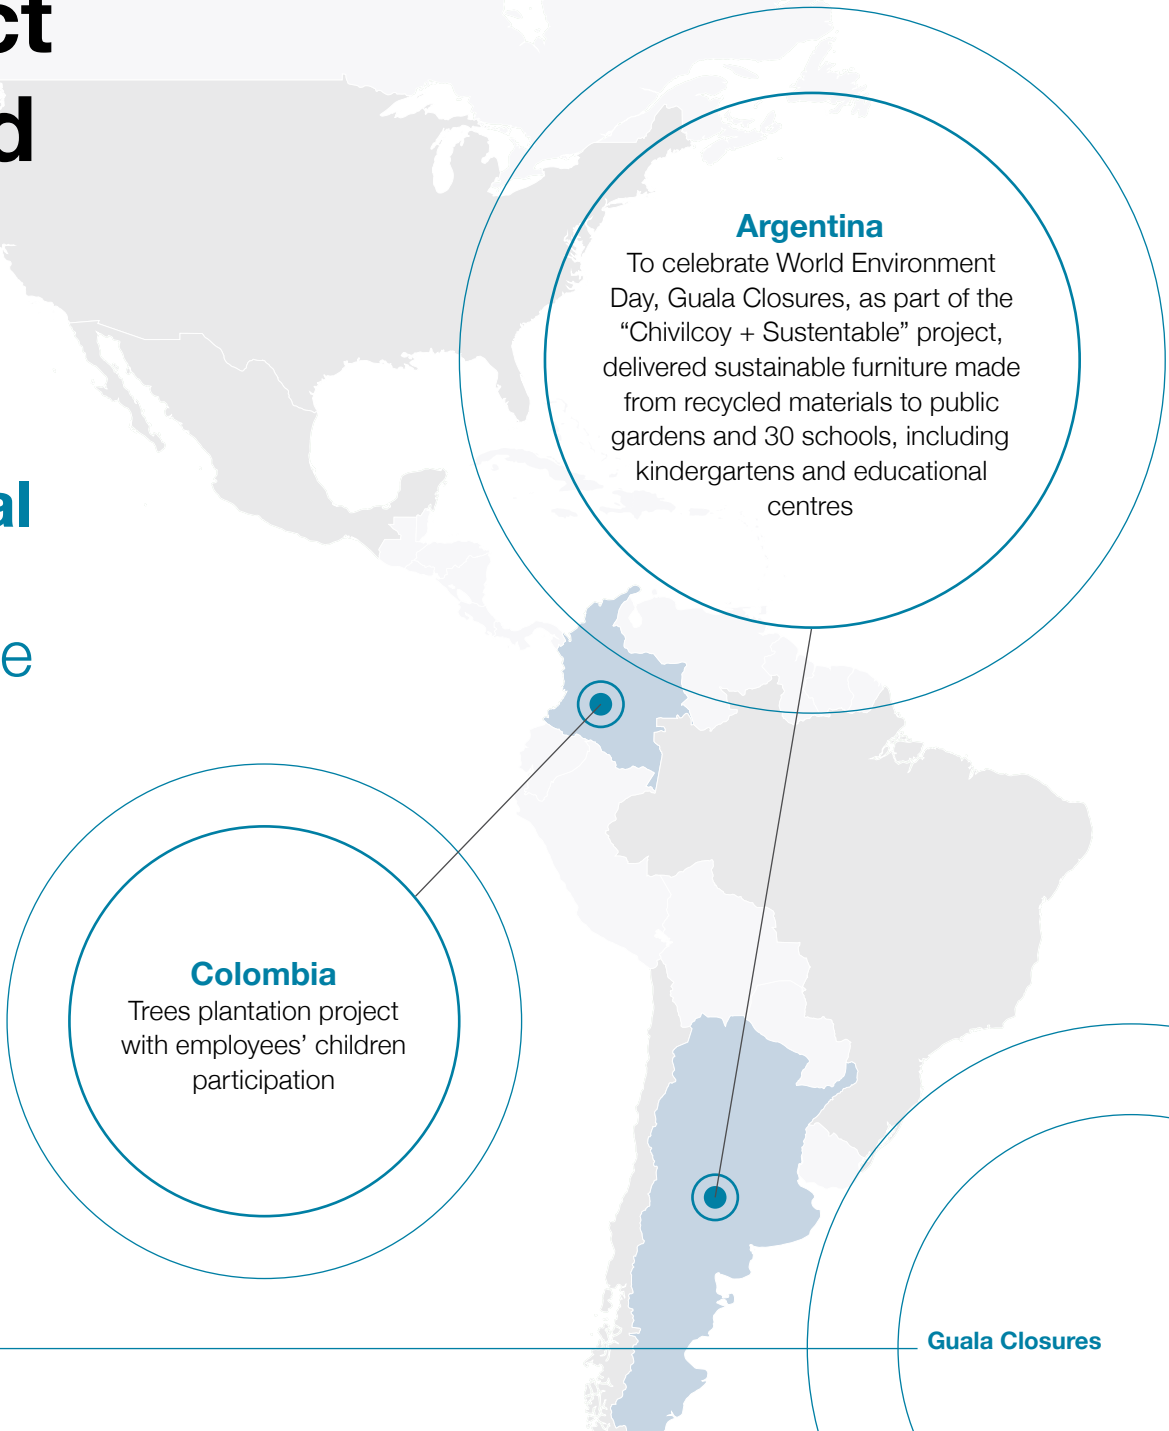 Argentina
To celebrate World Environment
Day, Guala Closures, as part of the
“Chivilcoy + Sustentable” project,
delivered sustainable furniture made
from recycled materials to public
gardens and 30 schools, including
kindergartens and educational
centres
Colombia
Trees plantation project
with employees’ children
participation
Guala Closures